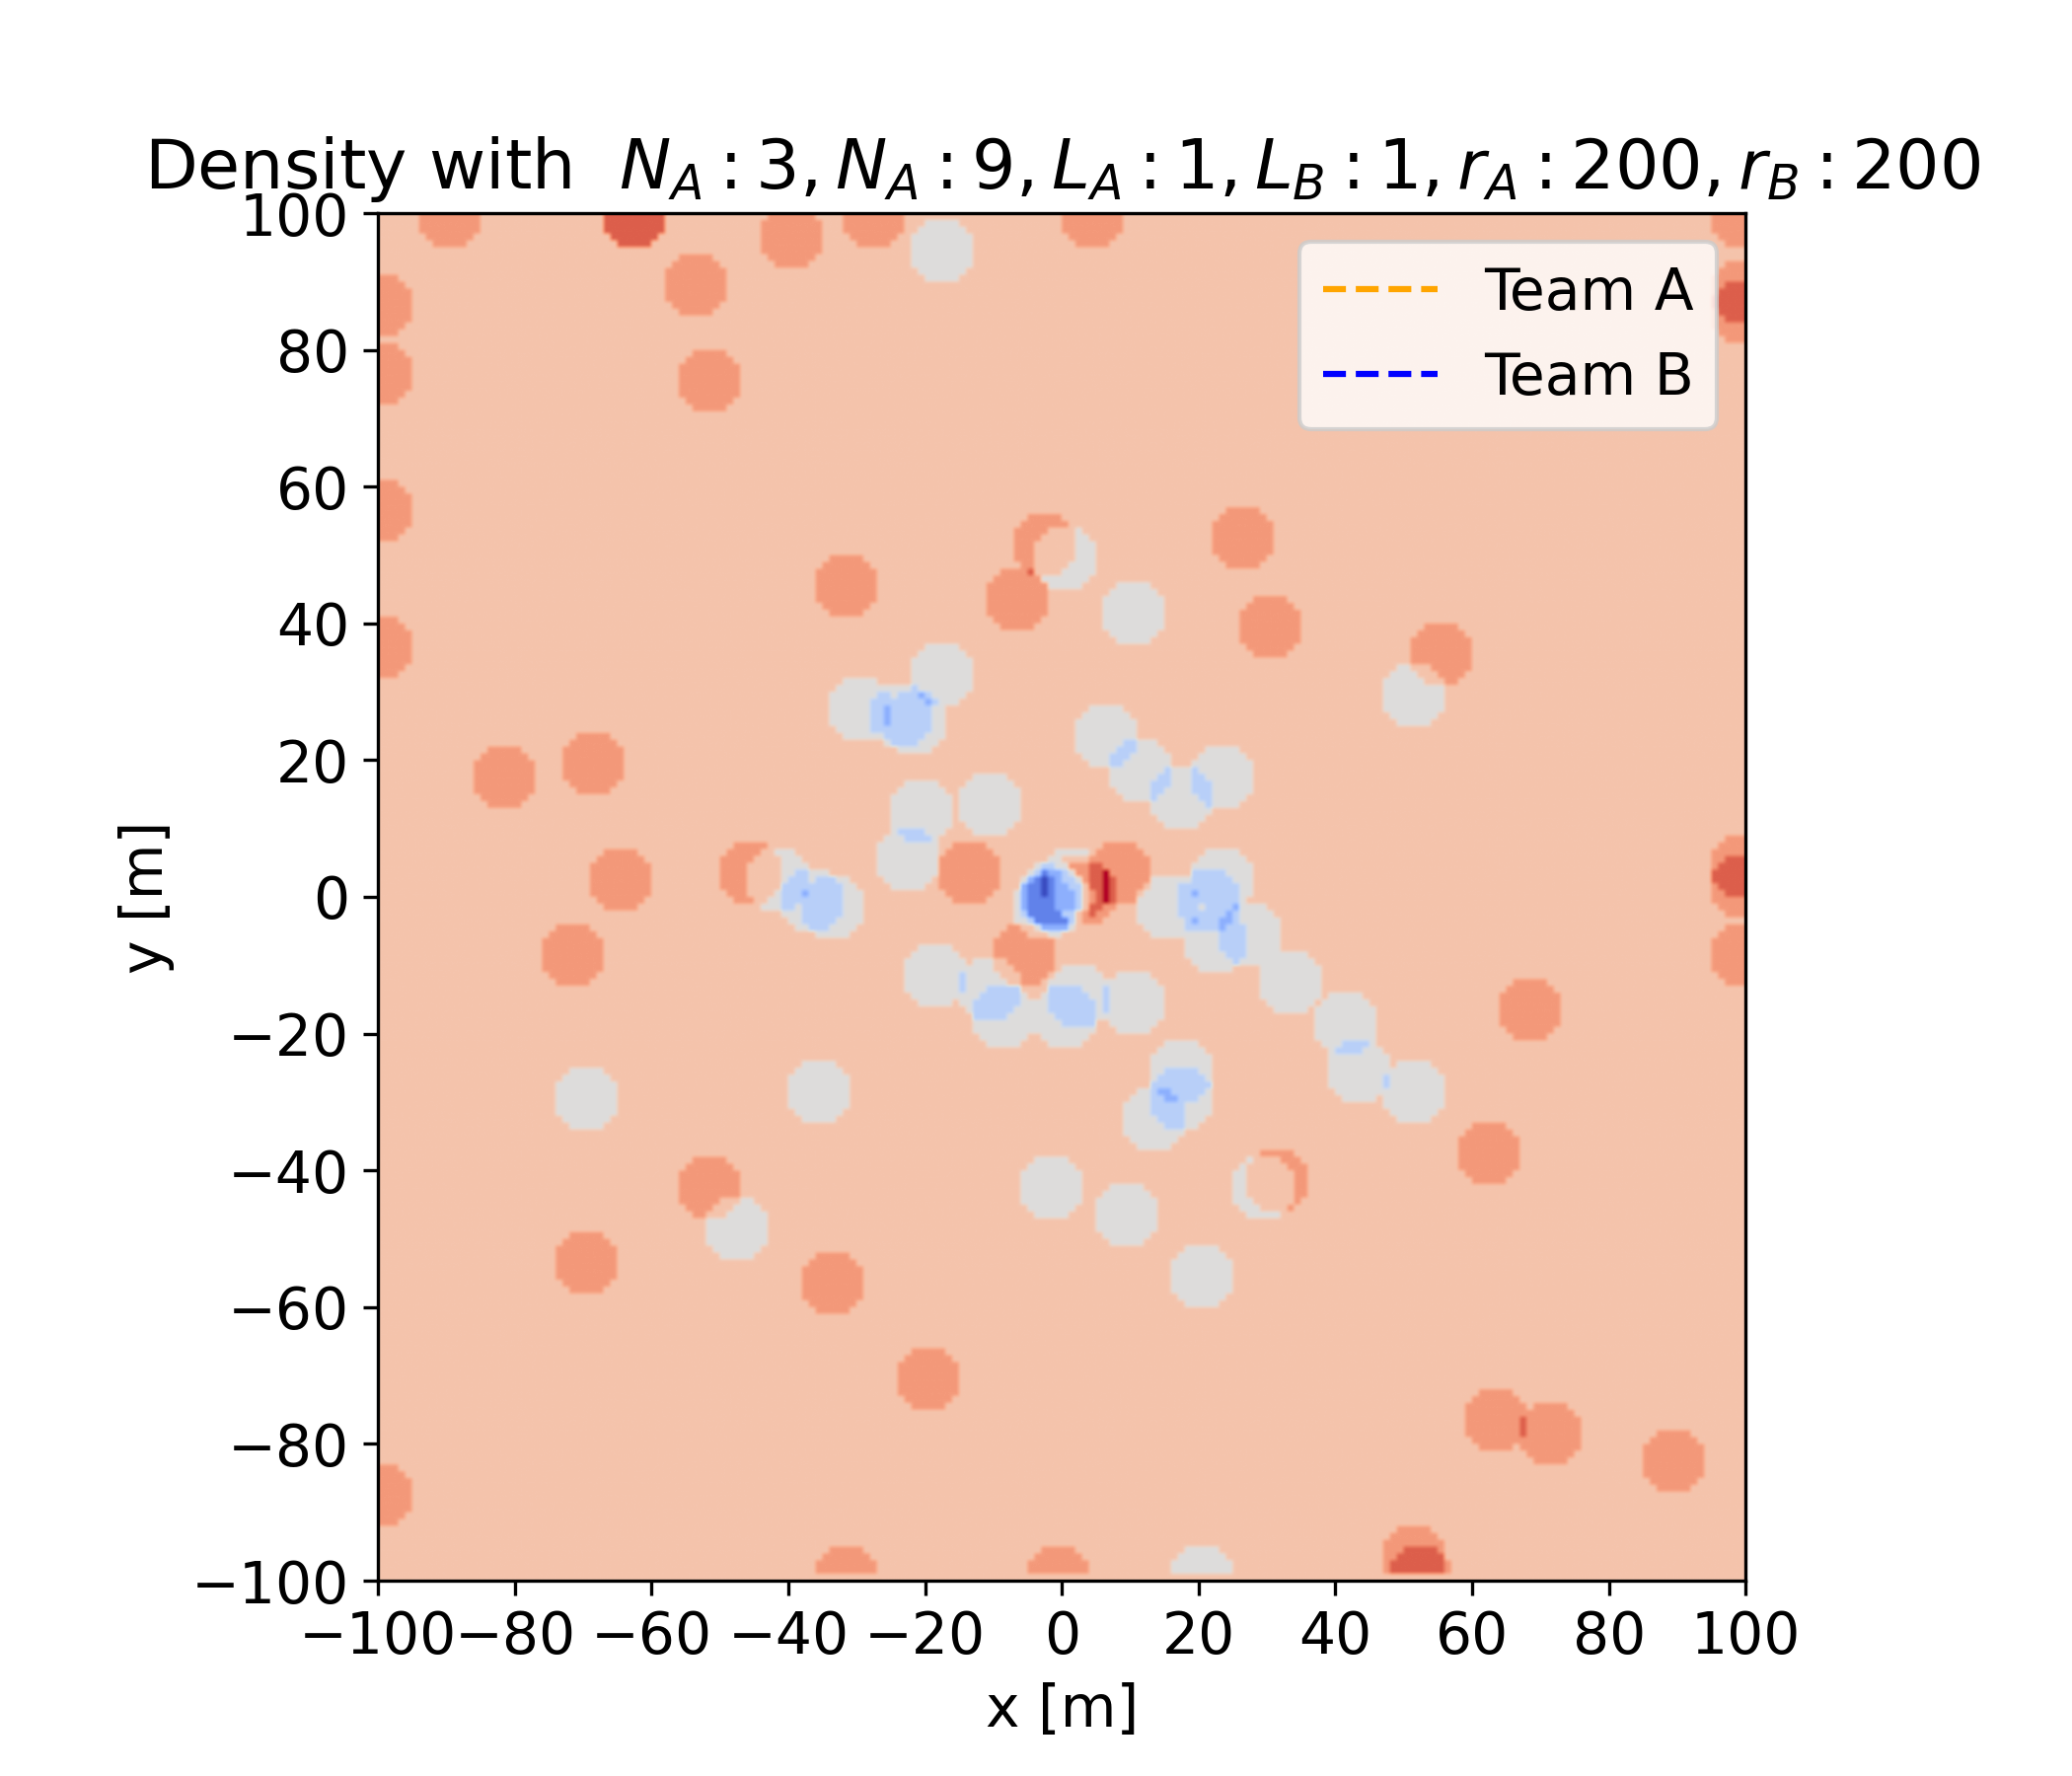 Density with N_A : 3, N_A : 9, L_A : 1, L_B : 1, r_A : 200, r_B : 200
Team A
Team B
100
80
60
40
20
0
−20
−40
−60
−80
−100
y [m]
−100 −80 −60 −40 −20 0 20 40 60 80 100
x [m]